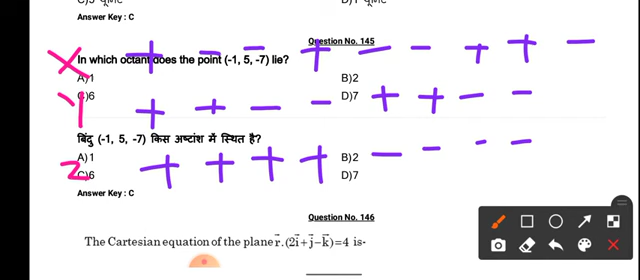 C)3 D)1
Answer Key : C
Question No. 145
X + - - + - - + + -
In which octant does the point (-1, 5, -7) lie?
A)1 B)2
C)6 D)7
Y + + - - + + - -
बिंदु (-1, 5, -7) किस अष्टांश में स्थित है?
Z + + + + - - - -
A)1 B)2
C)6 D)7
Answer Key : C
Question No. 146
The Cartesian equation of the plane r⃗.(2i⃗+j⃗−k⃗)=4 is-